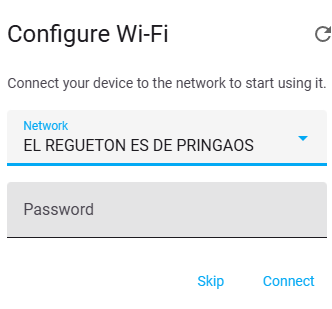 Configure Wi-Fi
Connect your device to the network to start using it.
Network
EL REGUETON ES DE PRINGAOS
Password
Skip Connect